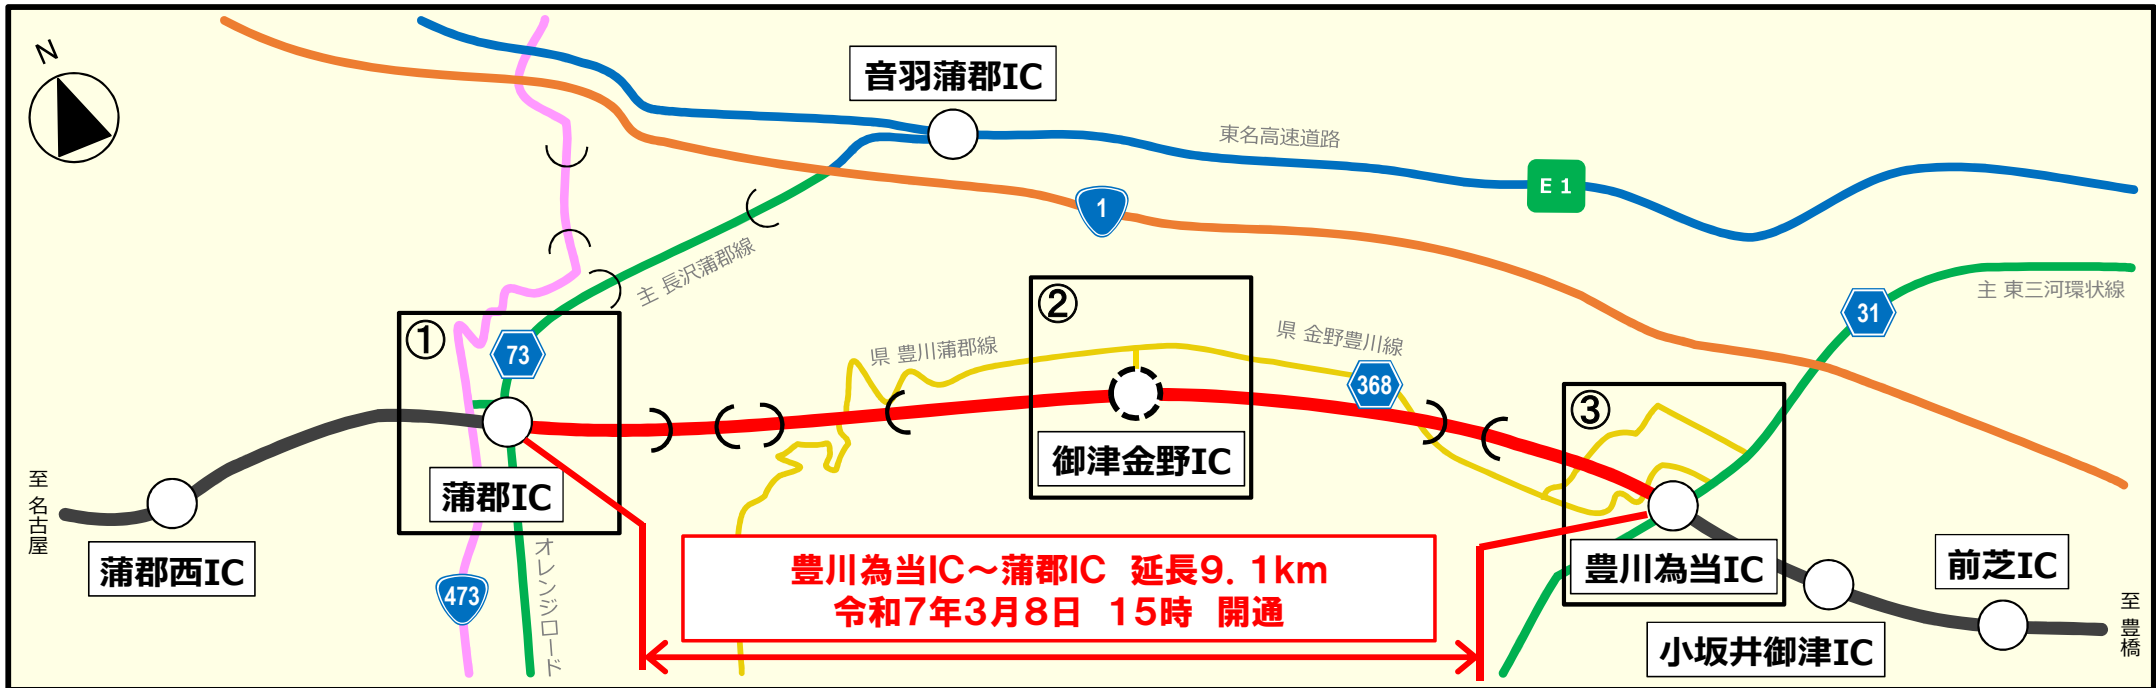 N
音羽蒲郡IC
東名高速道路
E 1
1
主 長沢蒲郡線
主 東三河環状線
31
①
73
②
県 豊川蒲郡線
県 金野豊川線
368
③
御津金野IC
蒲郡IC
至 名古屋
蒲郡西IC
473
オレンジロード
豊川為当IC～蒲郡IC 延長9.1km
令和7年3月8日 15時 開通
豊川為当IC
前芝IC
小坂井御津IC
至 豊橋